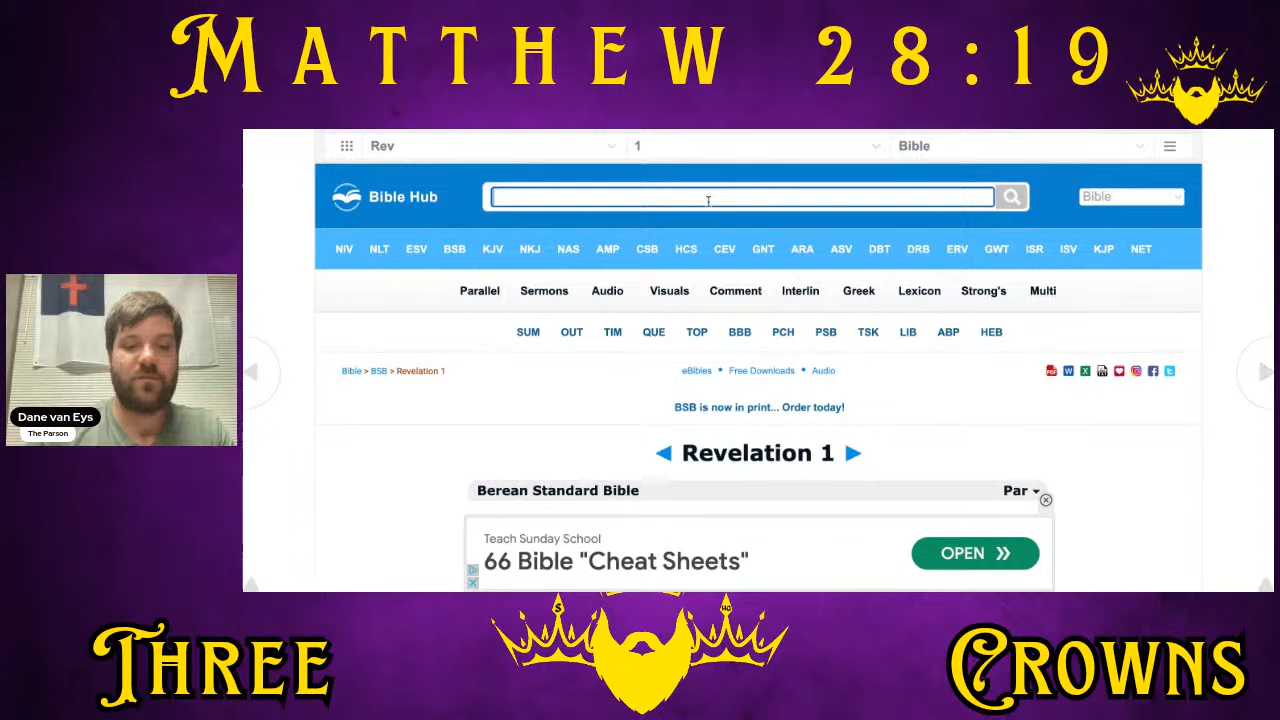 MATTHEW 28:19
Rev 1 Bible
Bible Hub Bible
NIV NLT ESV BSB KJV NKJ NAS AMP CSB HCS CEV GNT ARA ASV DBT DRB ERV GWT ISR ISV KJP NET
Parallel Sermons Audio Visuals Comment Interlin Greek Lexicon Strong's Multi
SUM OUT TIM QUE TOP BBB PCH PSB TSK LIB ABP HEB
Bible > BSB > Revelation 1 eBibles • Free Downloads • Audio
BSB is now in print... Order today!
Revelation 1
Berean Standard Bible Par
Teach Sunday School
66 Bible "Cheat Sheets" OPEN
Dane van Eys
The Parson
S HG
THREE CROWNS